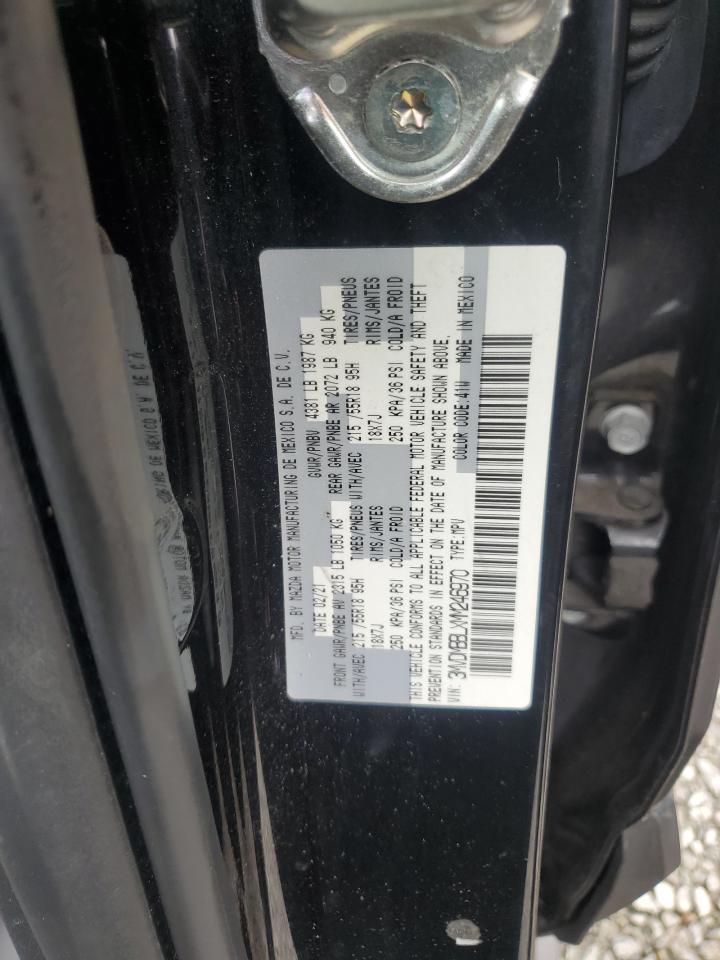 MFD. BY MAZDA MOTOR MANUFACTURING DE MEXICO S.A. DE C.V.
DATE 02/21 GVWR/PNBV 4381 LB 1987 KG
FRONT GAWR/PNBE AV 2315 LB 1050 KG REAR GAWR/PNBE AR 2072 LB 940 KG
WITH/AVEC 215 /55R18 95H TIRES/PNEUS WITH/AVEC 215 /55R18 95H TIRES/PNEUS
18X7J RIMS/JANTES 18X7J RIMS/JANTES
250 KPA/36 PSI COLD/A FROID 250 KPA/36 PSI COLD/A FROID
THIS VEHICLE CONFORMS TO ALL APPLICABLE FEDERAL MOTOR VEHICLE SAFETY AND THEFT
PREVENTION STANDARDS IN EFFECT ON THE DATE OF MANUFACTURE SHOWN ABOVE.
VIN: TYPE:MPV COLOR CODE:41W MADE IN MEXICO